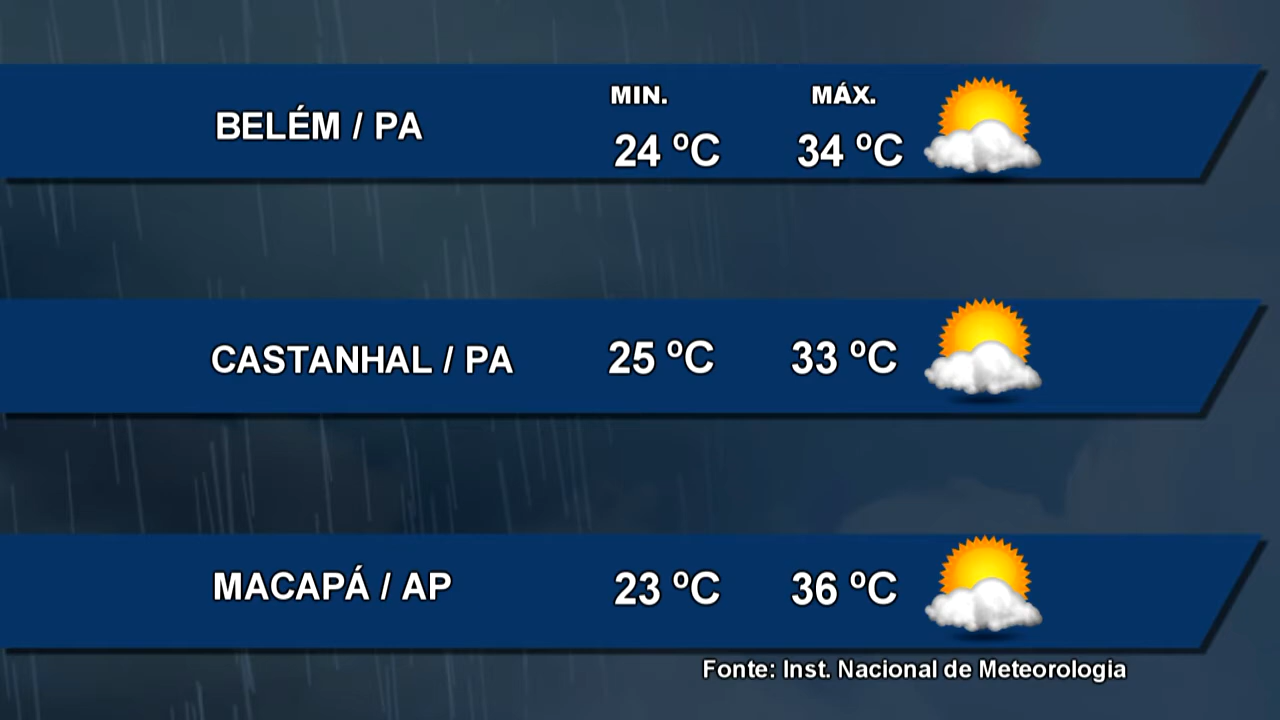 MIN. MÁX.
BELÉM / PA 24 ºC 34 ºC
CASTANHAL / PA 25 ºC 33 ºC
MACAPÁ / AP 23 ºC 36 ºC
Fonte: Inst. Nacional de Meteorologia